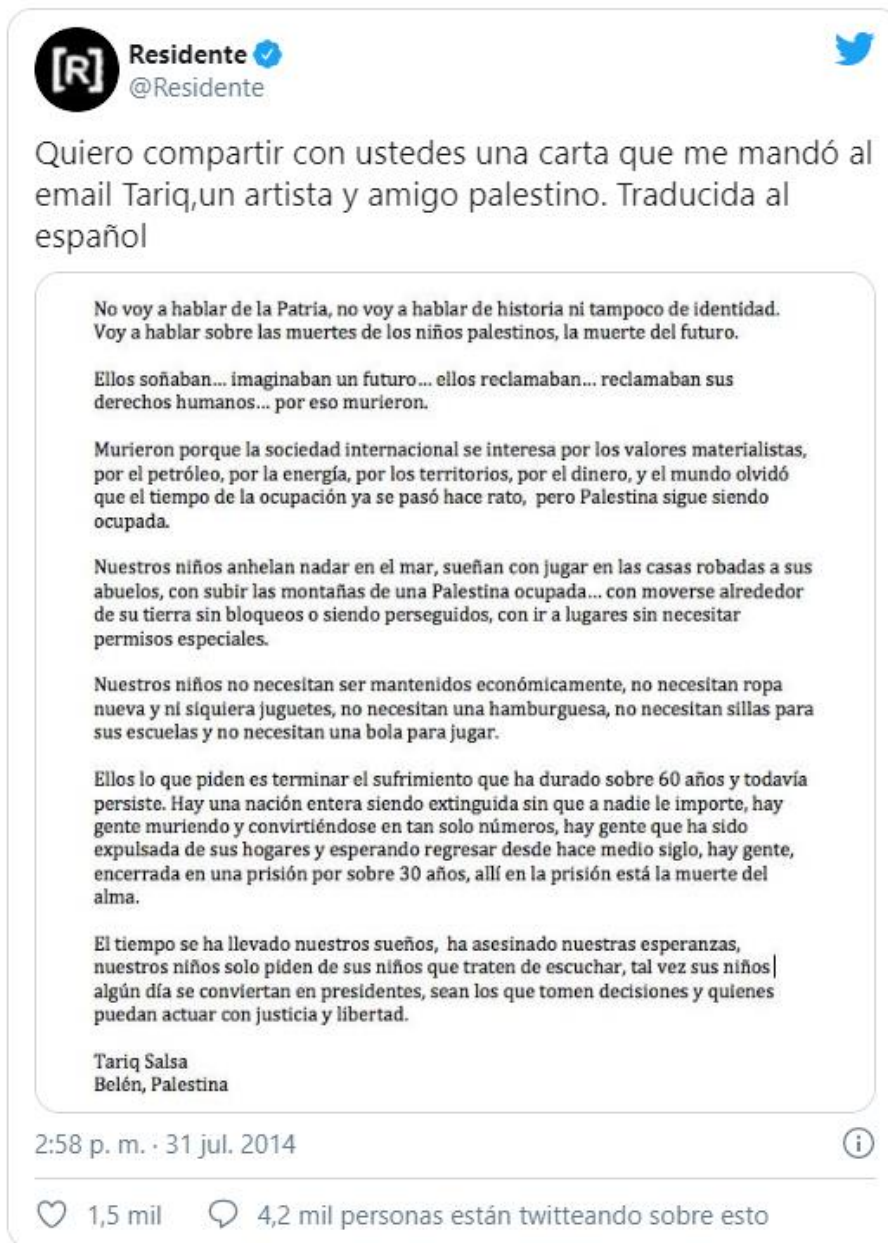 [R]
Residente
@Residente
Quiero compartir con ustedes una carta que me mandó al
email Tariq,un artista y amigo palestino. Traducida al
español
No voy a hablar de la Patria, no voy a hablar de historia ni tampoco de identidad.
Voy a hablar sobre las muertes de los niños palestinos, la muerte del futuro.
Ellos soñaban... imaginaban un futuro... ellos reclamaban... reclamaban sus
derechos humanos... por eso murieron.
Murieron porque la sociedad internacional se interesa por los valores materialistas,
por el petróleo, por la energía, por los territorios, por el dinero, y el mundo olvidó
que el tiempo de la ocupación ya se pasó hace rato, pero Palestina sigue siendo
ocupada.
Nuestros niños anhelan nadar en el mar, sueñan con jugar en las casas robadas a sus
abuelos, con subir las montañas de una Palestina ocupada... con moverse alrededor
de su tierra sin bloqueos o siendo perseguidos, con ir a lugares sin necesitar
permisos especiales.
Nuestros niños no necesitan ser mantenidos económicamente, no necesitan ropa
nueva y ni siquiera juguetes, no necesitan una hamburguesa, no necesitan sillas para
sus escuelas y no necesitan una bola para jugar.
Ellos lo que piden es terminar el sufrimiento que ha durado sobre 60 años y todavía
persiste. Hay una nación entera siendo extinguida sin que a nadie le importe, hay
gente muriendo y convirtiéndose en tan solo números, hay gente que ha sido
expulsada de sus hogares y esperando regresar desde hace medio siglo, hay gente,
encerrada en una prisión por sobre 30 años, allí en la prisión está la muerte del
alma.
El tiempo se ha llevado nuestros sueños, ha asesinado nuestras esperanzas,
nuestros niños solo piden de sus niños que traten de escuchar, tal vez sus niños
algún día se conviertan en presidentes, sean los que tomen decisiones y quienes
puedan actuar con justicia y libertad.
Tariq Salsa
Belén, Palestina
2:58 p. m. · 31 jul. 2014
1,5 mil 4,2 mil personas están twitteando sobre esto